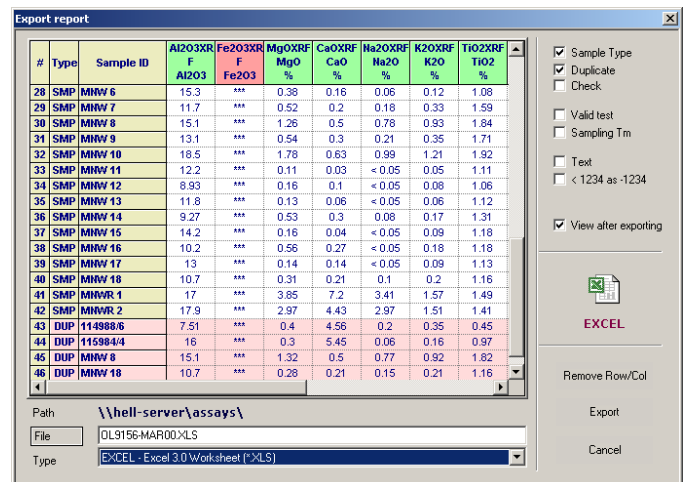 Export report
# Type Sample ID Al2O3XRF Al2O3 Fe2O3XRF Fe2O3 MgOXRF MgO % CaOXRF CaO % Na2OXRF Na2O % K2OXRF K2O % TiO2XRF TiO2 %
28 SMP MNW 6 15.3 *** 0.38 0.16 0.06 0.12 1.08
29 SMP MNW 7 11.7 *** 0.52 0.2 0.18 0.33 1.59
30 SMP MNW 8 15.1 *** 1.26 0.5 0.78 0.93 1.84
31 SMP MNW 9 13.1 *** 0.54 0.3 0.21 0.35 1.71
32 SMP MNW 10 18.5 *** 1.78 0.63 0.99 1.21 1.92
33 SMP MNW 11 12.2 *** 0.11 0.03 < 0.05 0.05 1.11
34 SMP MNW 12 8.93 *** 0.16 0.1 < 0.05 0.08 1.06
35 SMP MNW 13 11.8 *** 0.13 0.06 < 0.05 0.06 1.12
36 SMP MNW 14 9.27 *** 0.53 0.3 0.08 0.17 1.31
37 SMP MNW 15 14.2 *** 0.16 0.04 < 0.05 0.09 1.18
38 SMP MNW 16 10.2 *** 0.56 0.27 < 0.05 0.18 1.18
39 SMP MNW 17 13 *** 0.14 0.14 < 0.05 0.09 1.13
40 SMP MNW 18 10.7 *** 0.31 0.21 0.1 0.2 1.16
41 SMP MNWR 1 17 *** 3.85 7.2 3.41 1.57 1.49
42 SMP MNWR 2 17.9 *** 2.97 4.43 2.97 1.51 1.41
43 DUP 114988/6 7.51 *** 0.4 4.56 0.2 0.35 0.45
44 DUP 115984/4 16 *** 0.3 5.45 0.06 0.16 0.97
45 DUP MNW 8 15.1 *** 1.32 0.5 0.77 0.92 1.82
46 DUP MNW 18 10.7 *** 0.28 0.21 0.15 0.21 1.16
Sample Type
Duplicate
Check
Valid test
Sampling Tm
Text
< 1234 as -1234
View after exporting
EXCEL
Remove Row/Col
Export
Cancel
Path \\hell-server\assays\
File OL9156-MAR00.XLS
Type EXCEL - Excel 3.0 Worksheet (*.XLS)